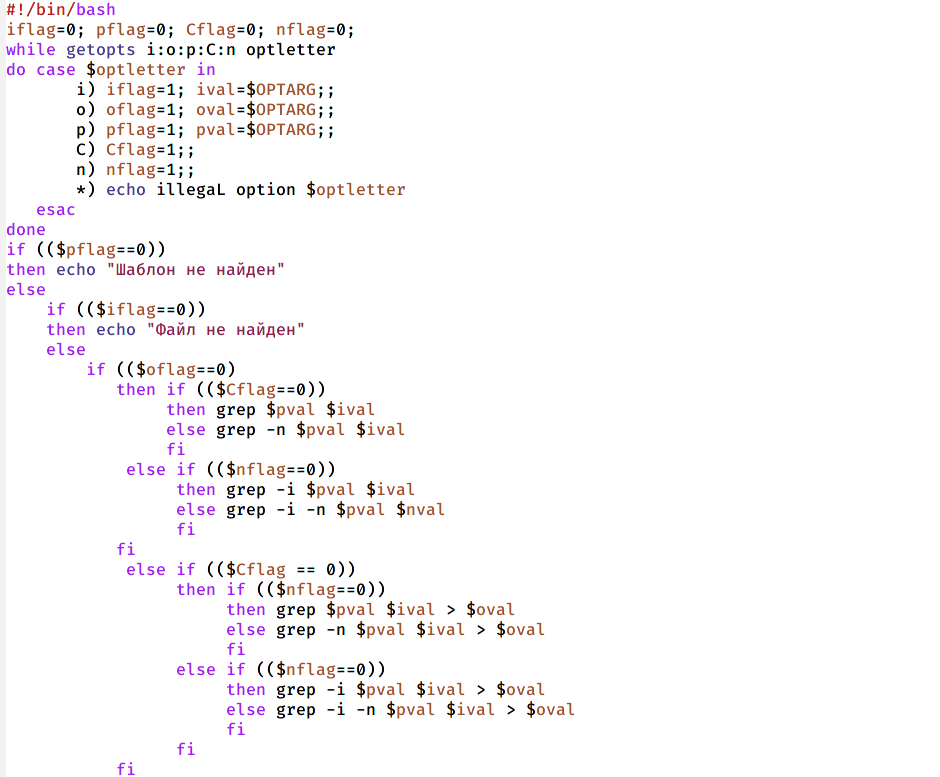 #!/bin/bash
iflag=0; pflag=0; Cflag=0; nflag=0;
while getopts i:o:p:C:n optletter
do case $optletter in
       i) iflag=1; ival=$OPTARG;;
       o) oflag=1; oval=$OPTARG;;
       p) pflag=1; pval=$OPTARG;;
       C) Cflag=1;;
       n) nflag=1;;
       *) echo illegaL option $optletter
   esac
done
if (($pflag==0))
then echo "Шаблон не найден"
else
    if (($iflag==0))
    then echo "Файл не найден"
    else
        if (($oflag==0)
           then if (($Cflag==0))
                then grep $pval $ival
                else grep -n $pval $ival
                fi
            else if (($nflag==0))
                 then grep -i $pval $ival
                 else grep -i -n $pval $nval
                 fi
           fi
            else if (($Cflag == 0))
                 then if (($nflag==0))
                      then grep $pval $ival > $oval
                      else grep -n $pval $ival > $oval
                      fi
                 else if (($nflag==0))
                      then grep -i $pval $ival > $oval
                      else grep -i -n $pval $ival > $oval
                      fi
                 fi
           fi